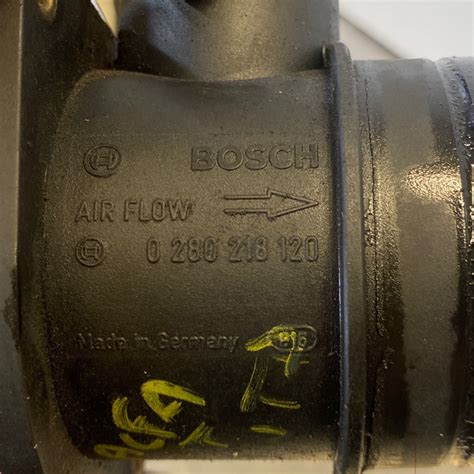 BOSCH
AIR FLOW
0 280 218 120
Made in Germany